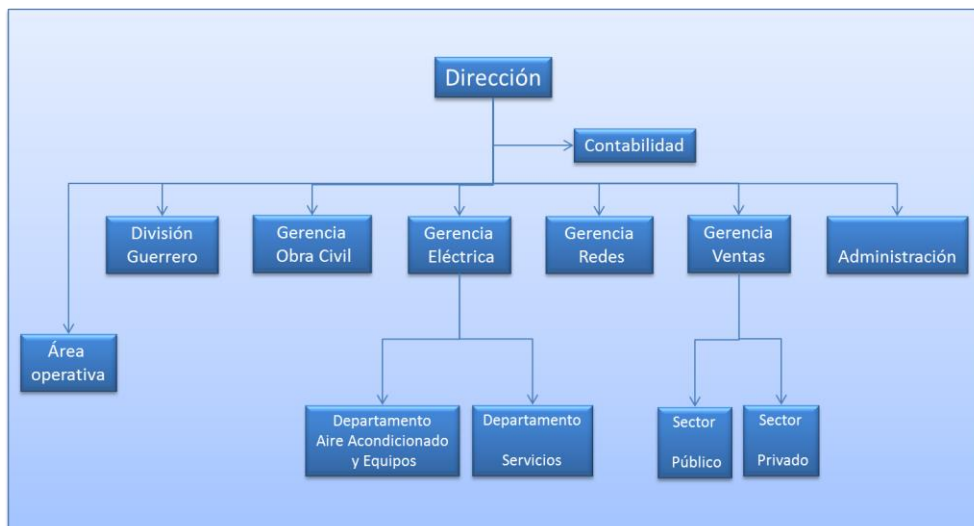 Dirección
Contabilidad
División
Guerrero
Gerencia
Obra Civil
Gerencia
Eléctrica
Gerencia
Redes
Gerencia
Ventas
Administración
Área
operativa
Departamento
Aire Acondicionado
y Equipos
Departamento
Servicios
Sector
Público
Sector
Privado